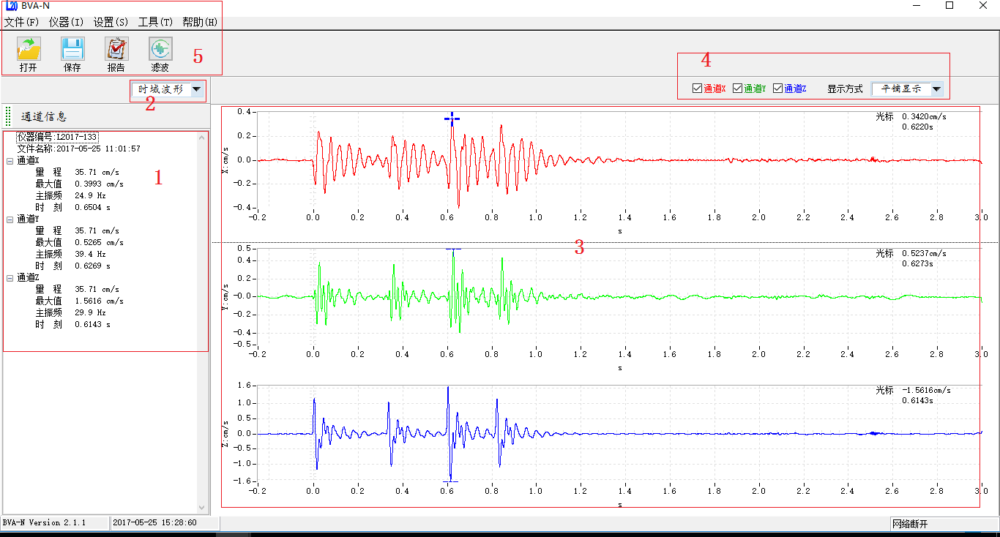 L20 BVA-N
文件(F) 仪器(I) 设置(S) 工具(T) 帮助(H)
打开 保存 报告 滤波 5
4
时域波形
2
通道X 通道Y 通道Z 显示方式 平铺显示
通道信息
仪器编号:L2017-133
文件名称:2017-05-25 11:01:57
通道X
量 程 35.71 cm/s
最大值 0.3993 cm/s
主振频 24.9 Hz
时 刻 0.6504 s
通道Y
量 程 35.71 cm/s
最大值 0.5265 cm/s
主振频 39.4 Hz
时 刻 0.6269 s
通道Z
量 程 35.71 cm/s
最大值 1.5616 cm/s
主振频 29.9 Hz
时 刻 0.6143 s
1
光标 0.3420cm/s
0.6220s
X:cm/s
0.4
0.2
0.0
-0.2
-0.4
-0.2 0.0 0.2 0.4 0.6 0.8 1.0 1.2 1.4 1.6 1.8 2.0 2.2 2.4 2.6 2.8 3.0
s
3
光标 0.5237cm/s
0.6273s
Y:cm/s
0.5
0.4
0.2
-0.0
-0.2
-0.4
-0.5
-0.2 0.0 0.2 0.4 0.6 0.8 1.0 1.2 1.4 1.6 1.8 2.0 2.2 2.4 2.6 2.8 3.0
s
光标 -1.5616cm/s
0.6143s
Z:cm/s
1.6
1.0
0.5
0.0
-0.5
-1.0
-1.6
-0.2 0.0 0.2 0.4 0.6 0.8 1.0 1.2 1.4 1.6 1.8 2.0 2.2 2.4 2.6 2.8 3.0
s
BVA-N Version 2.1.1 2017-05-25 15:28:60 网络断开